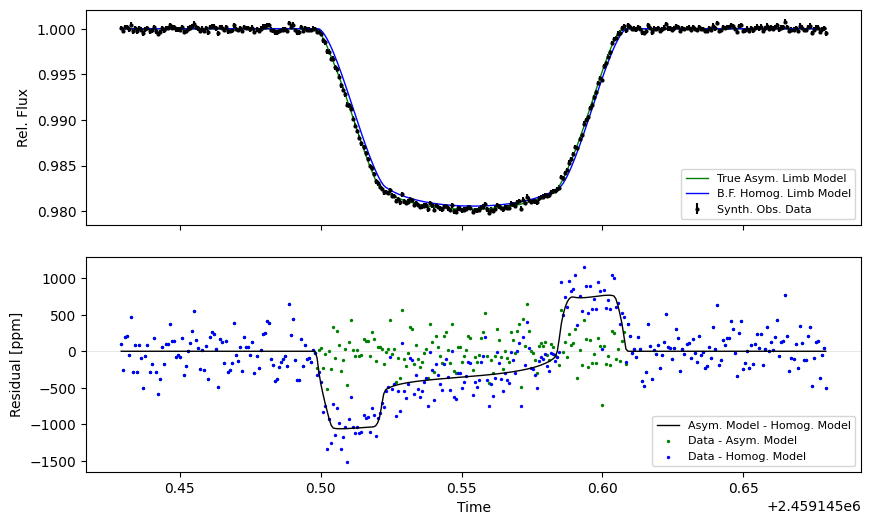 1.000
0.995
0.990
0.985
0.980
Rel. Flux
True Asym. Limb Model
B.F. Homog. Limb Model
Synth. Obs. Data
1000
500
0
−500
−1000
−1500
Residual [ppm]
Asym. Model - Homog. Model
Data - Asym. Model
Data - Homog. Model
0.45 0.50 0.55 0.60 0.65
Time
+2.459145e6